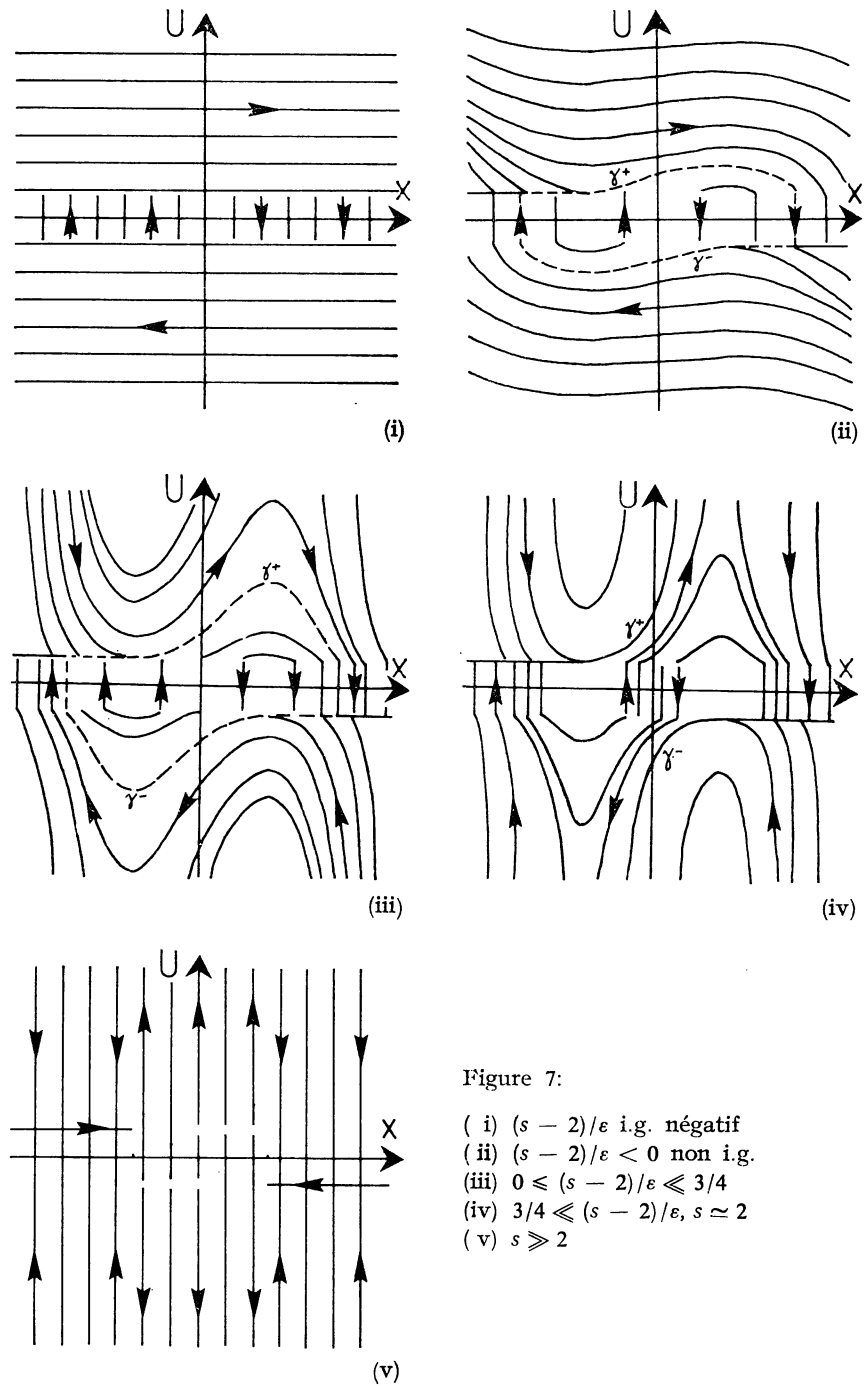 U
X
(i)
U
γ+
X
γ−
(ii)
U
γ+
X
γ−
(iii)
U
γ+
X
γ−
(iv)
U
X
(v)
Figure 7:
( i) (s − 2)/ε i.g. négatif
( ii) (s − 2)/ε < 0 non i.g.
(iii) 0 ⩽ (s − 2)/ε ≪ 3/4
(iv) 3/4 ≪ (s − 2)/ε, s ≃ 2
( v) s ≫ 2